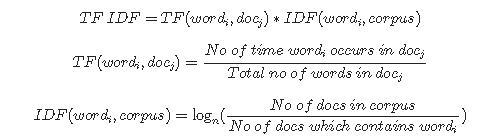 TF IDF = TF(word_i, doc_j) * IDF(word_i, corpus)
TF(word_i, doc_j) = \frac{No of time word_i occurs in doc_j}{Total no of words in doc_j}
IDF(word_i, corpus) = \log_n(\frac{No of docs in corpus}{No of docs which contains word_i})